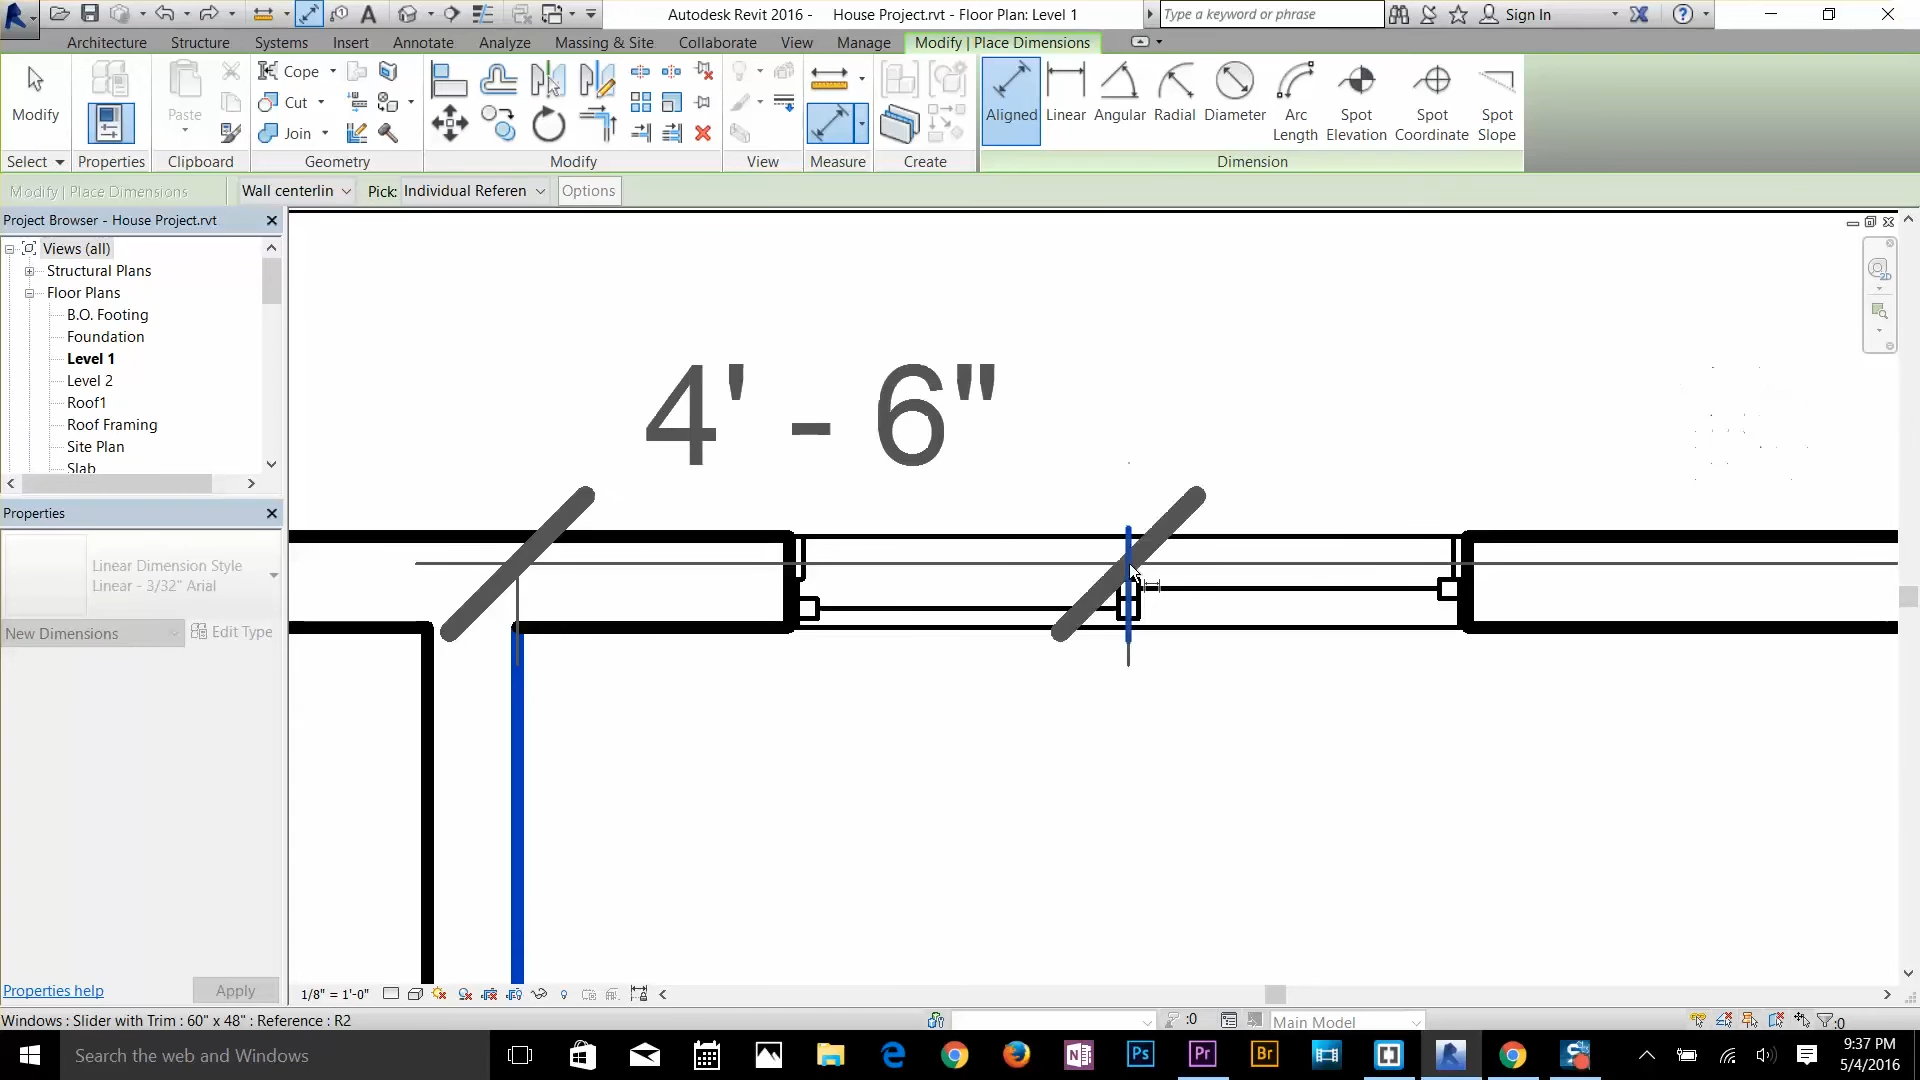 Autodesk Revit 2016 - House Project.rvt - Floor Plan: Level 1
Type a keyword or phrase
Sign In
Architecture Structure Systems Insert Annotate Analyze Massing & Site Collaborate View Manage Modify | Place Dimensions
Modify
Paste
Cope
Cut
Join
Aligned Linear Angular Radial Diameter Arc Length Spot Elevation Spot Coordinate Spot Slope
Select Properties Clipboard Geometry Modify View Measure Create Dimension
Modify | Place Dimensions Wall centerlin Pick: Individual Referen Options
Project Browser - House Project.rvt
Views (all)
Structural Plans
Floor Plans
B.O. Footing
Foundation
Level 1
Level 2
Roof1
Roof Framing
Site Plan
Slab
4' - 6"
2D
Properties
Linear Dimension Style
Linear - 3/32" Arial
New Dimensions Edit Type
Properties help Apply
1/8" = 1'-0"
Windows : Slider with Trim : 60" x 48" : Reference : R2
:0
Main Model
:0
Search the web and Windows
Ps Pr Br
9:37 PM
5/4/2016